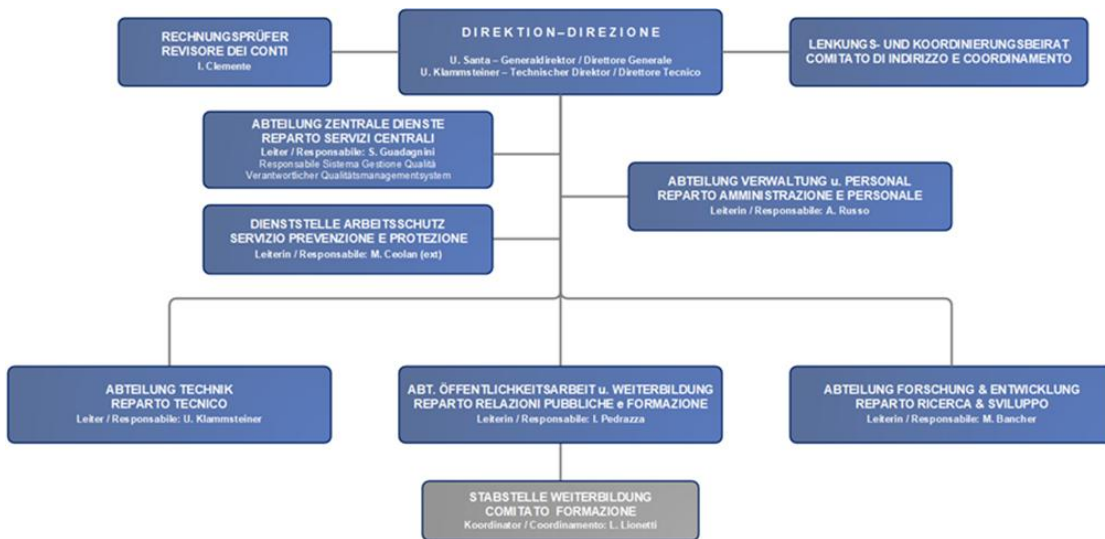 RECHNUNGSPRÜFER
REVISORE DEI CONTI
I. Clemente
DIREKTION–DIREZIONE
U. Santa – Generaldirektor / Direttore Generale
U. Klammsteiner – Technischer Direktor / Direttore Tecnico
LENKUNGS- UND KOORDINIERUNGSBEIRAT
COMITATO DI INDIRIZZO E COORDINAMENTO
ABTEILUNG ZENTRALE DIENSTE
REPARTO SERVIZI CENTRALI
Leiter / Responsabile: S. Guadagnini
Responsabile Sistema Gestione Qualità
Verantwortlicher Qualitätsmanagementsystem
ABTEILUNG VERWALTUNG u. PERSONAL
REPARTO AMMINISTRAZIONE E PERSONALE
Leiterin / Responsabile: A. Russo
DIENSTSTELLE ARBEITSSCHUTZ
SERVIZIO PREVENZIONE E PROTEZIONE
Leiterin / Responsabile: M. Ceolan (ext)
ABTEILUNG TECHNIK
REPARTO TECNICO
Leiter / Responsabile: U. Klammsteiner
ABT. ÖFFENTLICHKEITSARBEIT u. WEITERBILDUNG
REPARTO RELAZIONI PUBBLICHE e FORMAZIONE
Leiterin / Responsabile: I. Pedrazza
ABTEILUNG FORSCHUNG & ENTWICKLUNG
REPARTO RICERCA & SVILUPPO
Leiterin / Responsabile: M. Bancher
STABSTELLE WEITERBILDUNG
COMITATO FORMAZIONE
Koordinator / Coordinamento: L. Lionetti